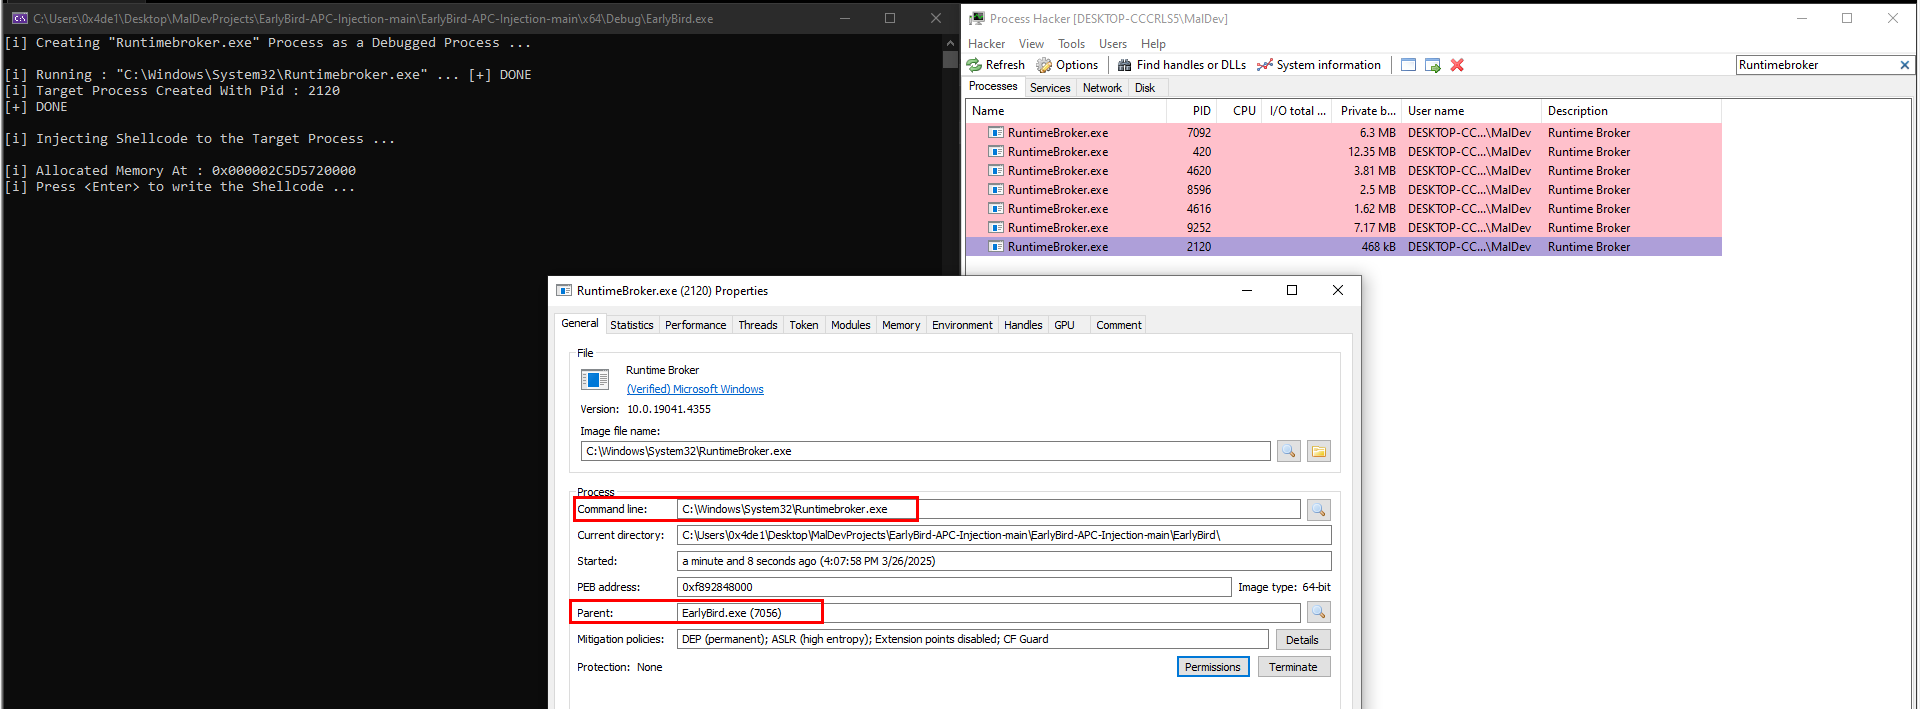 C:\Users\0x4de1\Desktop\MalDevProjects\EarlyBird-APC-Injection-main\EarlyBird-APC-Injection-main\x64\Debug\EarlyBird.exe
[i] Creating "Runtimebroker.exe" Process as a Debugged Process ...
[i] Running : "C:\Windows\System32\Runtimebroker.exe" ... [+] DONE
[i] Target Process Created With Pid : 2120
[+] DONE
[i] Injecting Shellcode to the Target Process ...
[i] Allocated Memory At : 0x000002C5D5720000
[i] Press <Enter> to write the Shellcode ...
Process Hacker [DESKTOP-CCCRLS5\MalDev]
Hacker View Tools Users Help
Refresh Options Find handles or DLLs System information Runtimebroker
Processes Services Network Disk
Name PID CPU I/O total ... Private b... User name Description
RuntimeBroker.exe 7092 6.3 MB DESKTOP-CC...\MalDev Runtime Broker
RuntimeBroker.exe 420 12.35 MB DESKTOP-CC...\MalDev Runtime Broker
RuntimeBroker.exe 4620 3.81 MB DESKTOP-CC...\MalDev Runtime Broker
RuntimeBroker.exe 8596 2.5 MB DESKTOP-CC...\MalDev Runtime Broker
RuntimeBroker.exe 4616 1.62 MB DESKTOP-CC...\MalDev Runtime Broker
RuntimeBroker.exe 9252 7.17 MB DESKTOP-CC...\MalDev Runtime Broker
RuntimeBroker.exe 2120 468 kB DESKTOP-CC...\MalDev Runtime Broker
RuntimeBroker.exe (2120) Properties
General Statistics Performance Threads Token Modules Memory Environment Handles GPU Comment
File
Runtime Broker
(Verified) Microsoft Windows
Version: 10.0.19041.4355
Image file name:
C:\Windows\System32\RuntimeBroker.exe
Process
Command line: C:\Windows\System32\Runtimebroker.exe
Current directory: C:\Users\0x4de1\Desktop\MalDevProjects\EarlyBird-APC-Injection-main\EarlyBird-APC-Injection-main\EarlyBird\
Started: a minute and 8 seconds ago (4:07:58 PM 3/26/2025)
PEB address: 0xf892848000 Image type: 64-bit
Parent: EarlyBird.exe (7056)
Mitigation policies: DEP (permanent); ASLR (high entropy); Extension points disabled; CF Guard Details
Protection: None Permissions Terminate